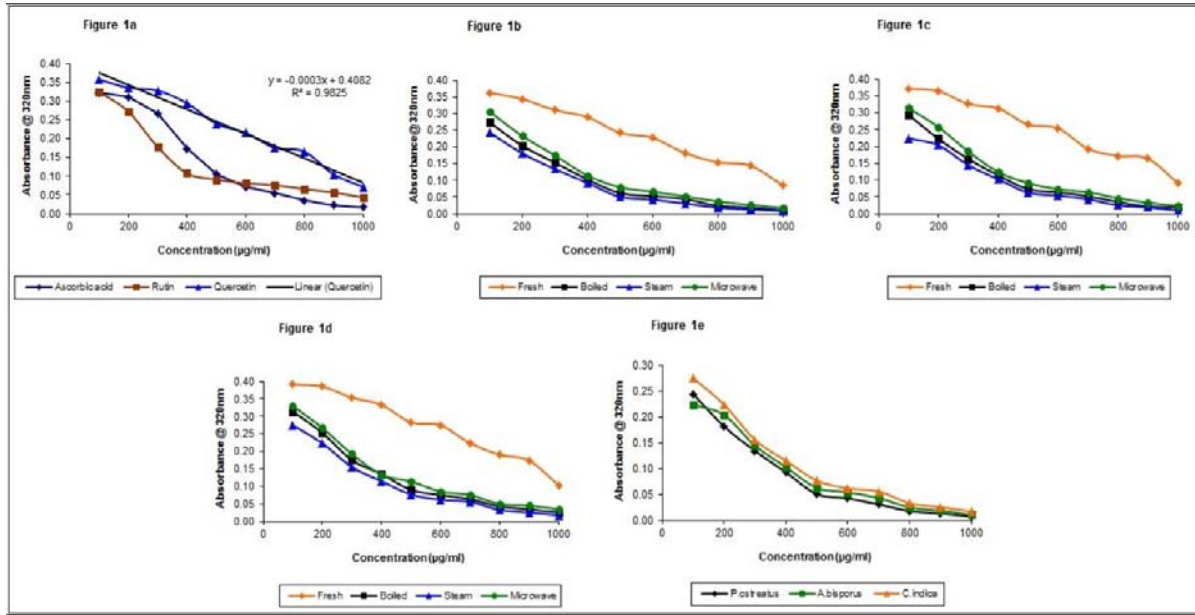 Figure 1a
y = -0.0003x + 0.4082
R² = 0.9825
Absorbance @ 320nm
0.40
0.35
0.30
0.25
0.20
0.15
0.10
0.05
0.00
0 200 400 600 800 1000
Concentration (µg/ml)
Ascorbic acid Rutin Quercetin Linear (Quercetin)
Figure 1b
Absorbance @ 320nm
0.40
0.35
0.30
0.25
0.20
0.15
0.10
0.05
0.00
0 200 400 600 800 1000
Concentration (µg/ml)
Fresh Boiled Steam Microwave
Figure 1c
Absorbance @ 320nm
0.40
0.35
0.30
0.25
0.20
0.15
0.10
0.05
0.00
0 200 400 600 800 1000
Concentration (µg/ml)
Fresh Boiled Steam Microwave
Figure 1d
Absorbance @ 320nm
0.40
0.35
0.30
0.25
0.20
0.15
0.10
0.05
0.00
0 200 400 600 800 1000
Concentration (µg/ml)
Fresh Boiled Steam Microwave
Figure 1e
Absorbance @ 320nm
0.30
0.25
0.20
0.15
0.10
0.05
0.00
0 200 400 600 800 1000
Concentration (µg/ml)
P.ostreatus A.bisporus C.indica